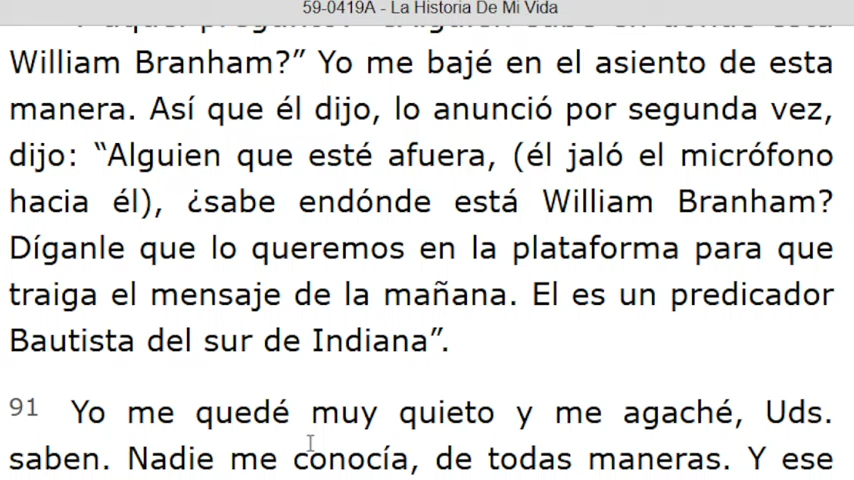 59-0419A - La Historia De Mi Vida
William Branham?” Yo me bajé en el asiento de esta
manera. Así que él dijo, lo anunció por segunda vez,
dijo: “Alguien que esté afuera, (él jaló el micrófono
hacia él), ¿sabe endónde está William Branham?
Díganle que lo queremos en la plataforma para que
traiga el mensaje de la mañana. El es un predicador
Bautista del sur de Indiana”.
91 Yo me quedé muy quieto y me agaché, Uds.
saben. Nadie me conocía, de todas maneras. Y ese